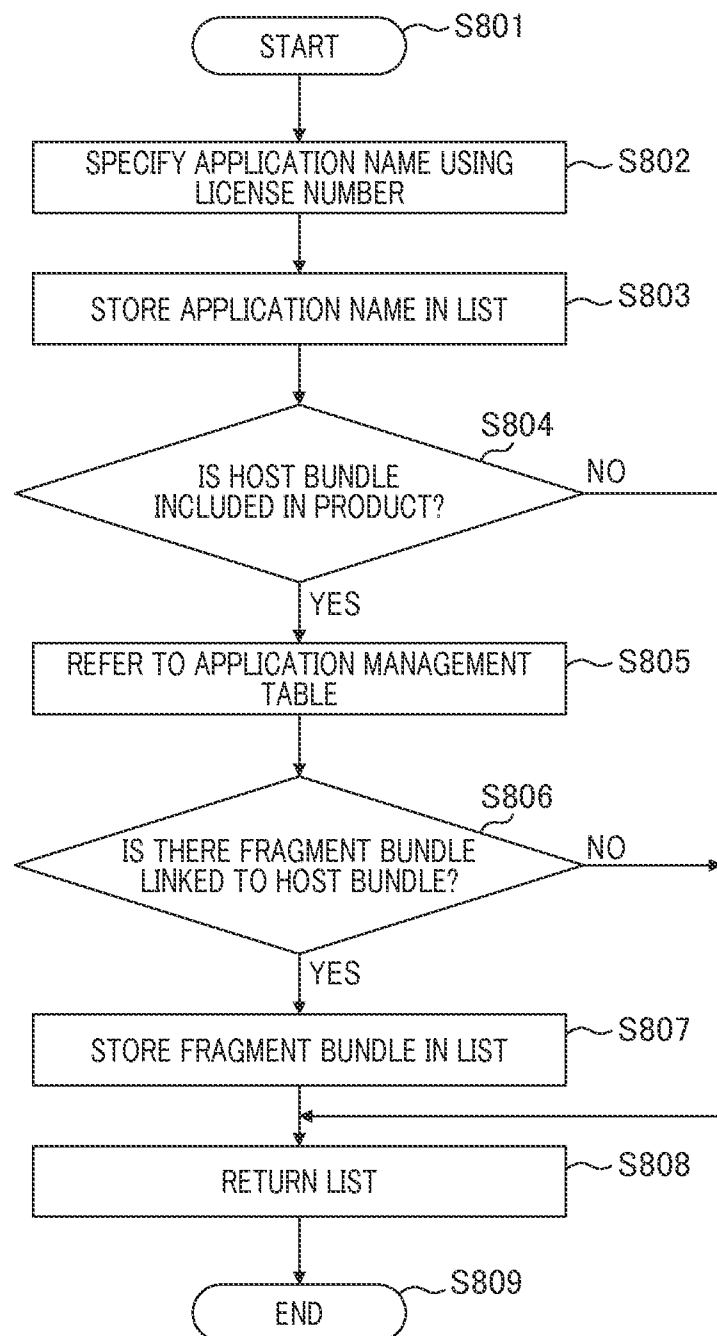 START
S801
SPECIFY APPLICATION NAME USING
LICENSE NUMBER
S802
STORE APPLICATION NAME IN LIST
S803
S804
IS HOST BUNDLE
INCLUDED IN PRODUCT?
NO
YES
REFER TO APPLICATION MANAGEMENT
TABLE
S805
S806
IS THERE FRAGMENT BUNDLE
LINKED TO HOST BUNDLE?
NO
YES
STORE FRAGMENT BUNDLE IN LIST
S807
RETURN LIST
S808
END
S809